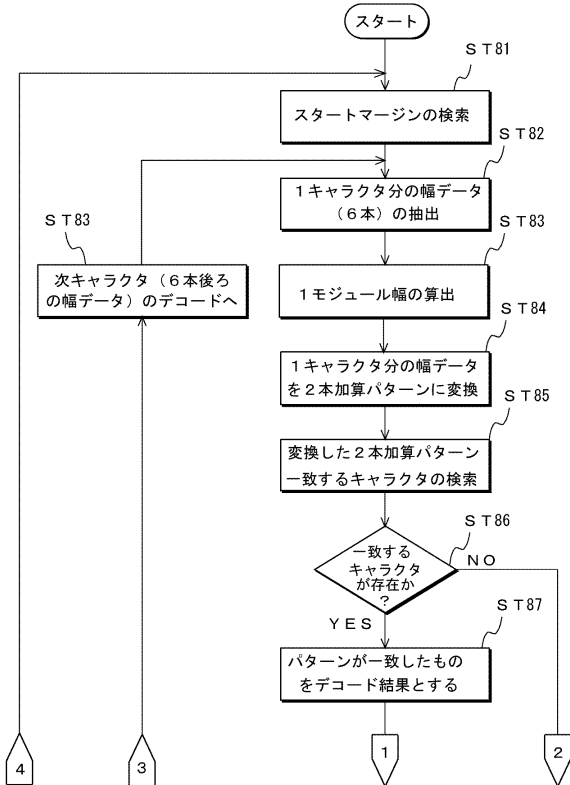 スタート
ST81
スタートマージンの検索
ST82
1キャラクタ分の幅データ
(6本)の抽出
ST83
次キャラクタ(6本後ろ
の幅データ)のデコードへ
ST83
1モジュール幅の算出
ST84
1キャラクタ分の幅データ
を2本加算パターンに変換
ST85
変換した2本加算パターン
一致するキャラクタの検索
ST86
一致する
キャラクタ
が存在か
?
NO
YES
ST87
パターンが一致したもの
をデコード結果とする
4
3
1
2